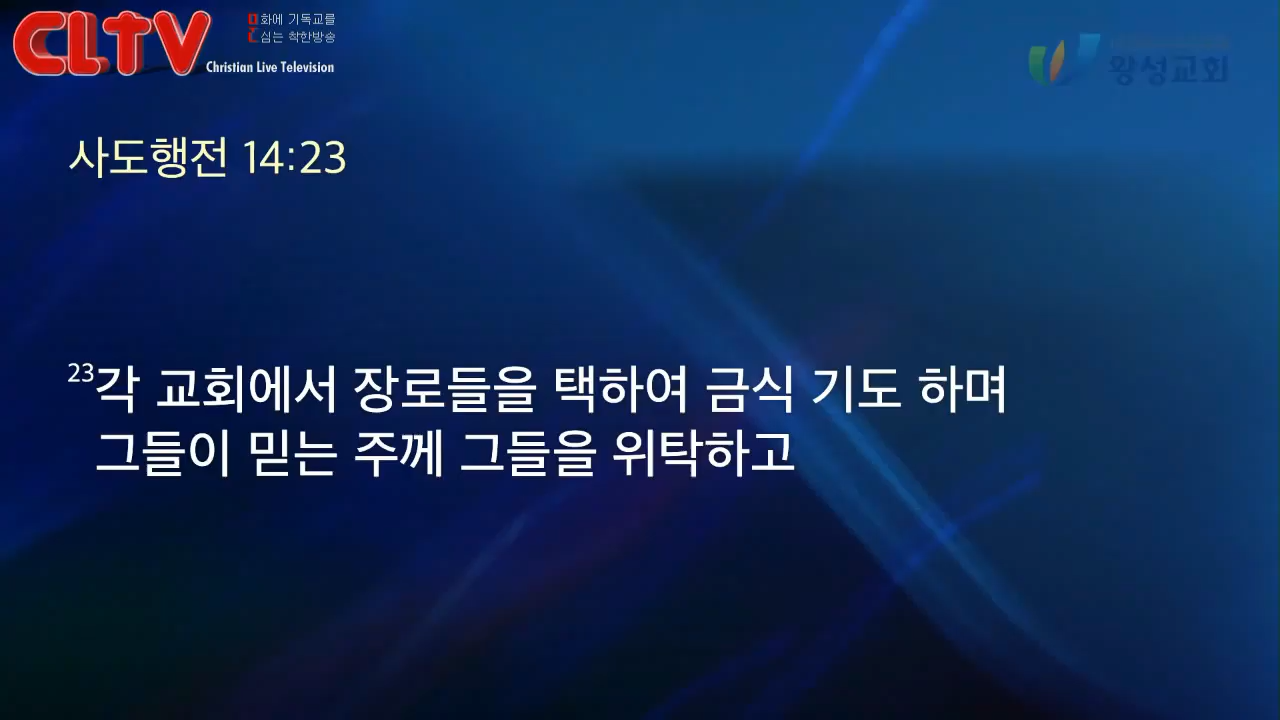 CLTV
문화에 기독교를
심는 착한방송
Christian Live Television
왕성교회
사도행전 14:23
23각 교회에서 장로들을 택하여 금식 기도 하며
그들이 믿는 주께 그들을 위탁하고